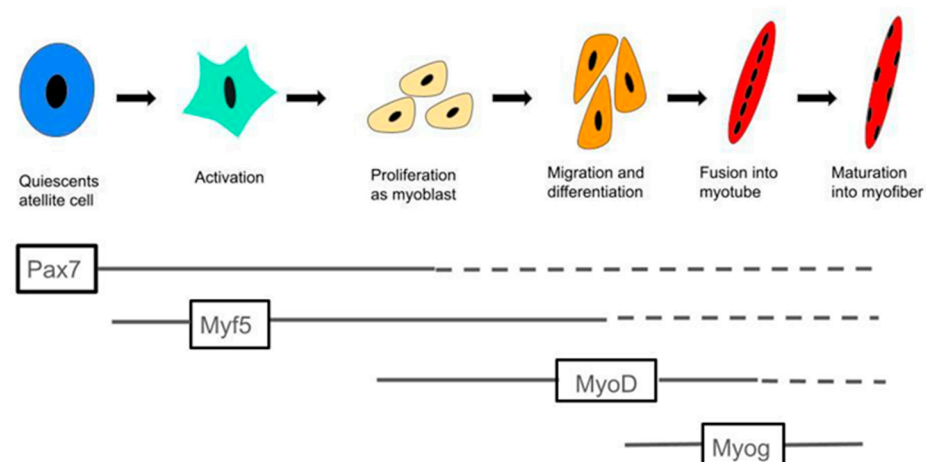 Quiescents
atellite cell
Activation
Proliferation
as myoblast
Migration and
differentiation
Fusion into
myotube
Maturation
into myofiber
Pax7
Myf5
MyoD
Myog